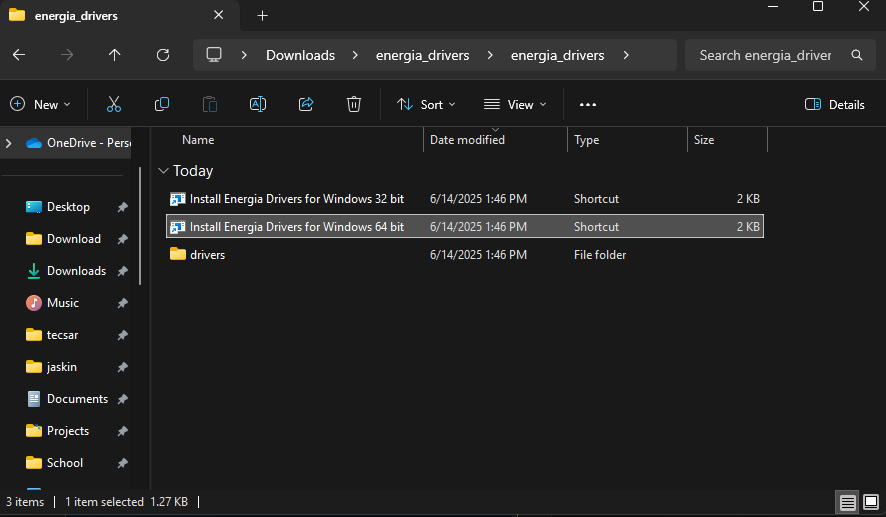 energia_drivers
Downloads energia_drivers energia_drivers Search energia_driver
New Sort View Details
OneDrive - Pers
Name Date modified Type Size
Today
Desktop
Install Energia Drivers for Windows 32 bit 6/14/2025 1:46 PM Shortcut 2 KB
Download
Install Energia Drivers for Windows 64 bit 6/14/2025 1:46 PM Shortcut 2 KB
Downloads
drivers 6/14/2025 1:46 PM File folder
Music
tecsar
jaskin
Documents
Projects
School
3 items 1 item selected 1.27 KB